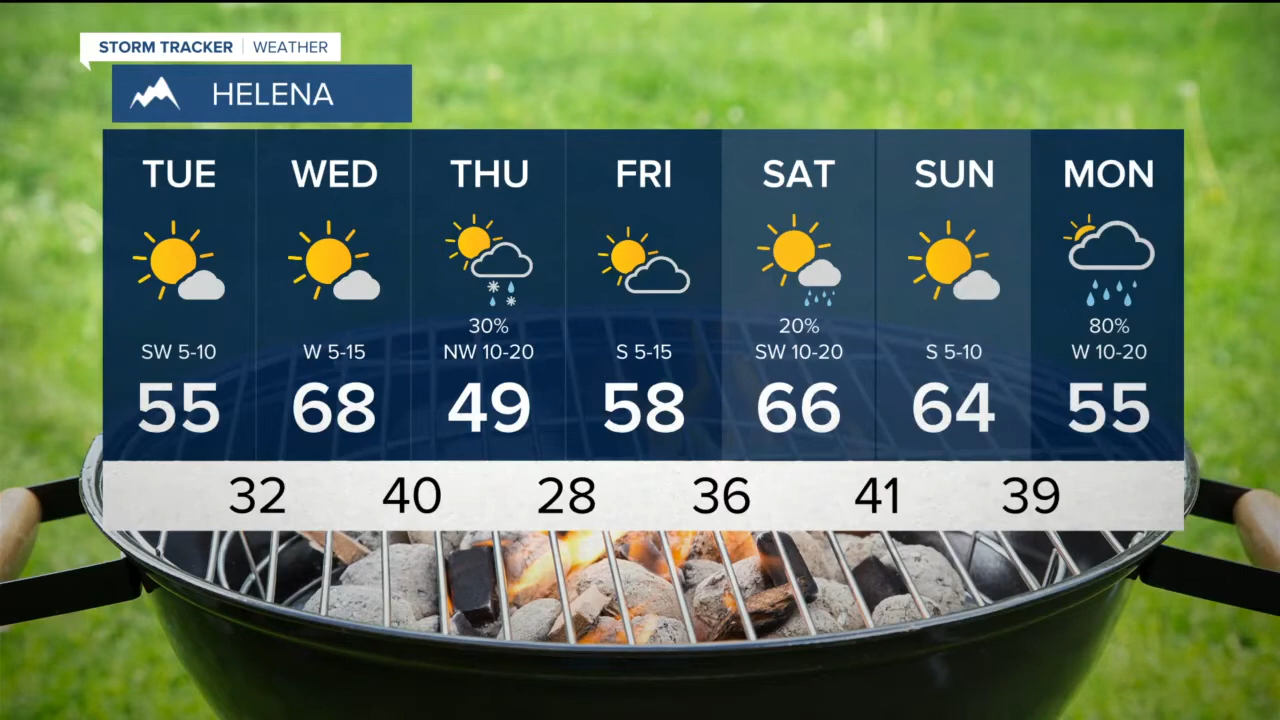 STORM TRACKER | WEATHER
HELENA
TUE WED THU FRI SAT SUN MON
30% 20% 80%
SW 5-10 W 5-15 NW 10-20 S 5-15 SW 10-20 S 5-10 W 10-20
55 68 49 58 66 64 55
32 40 28 36 41 39